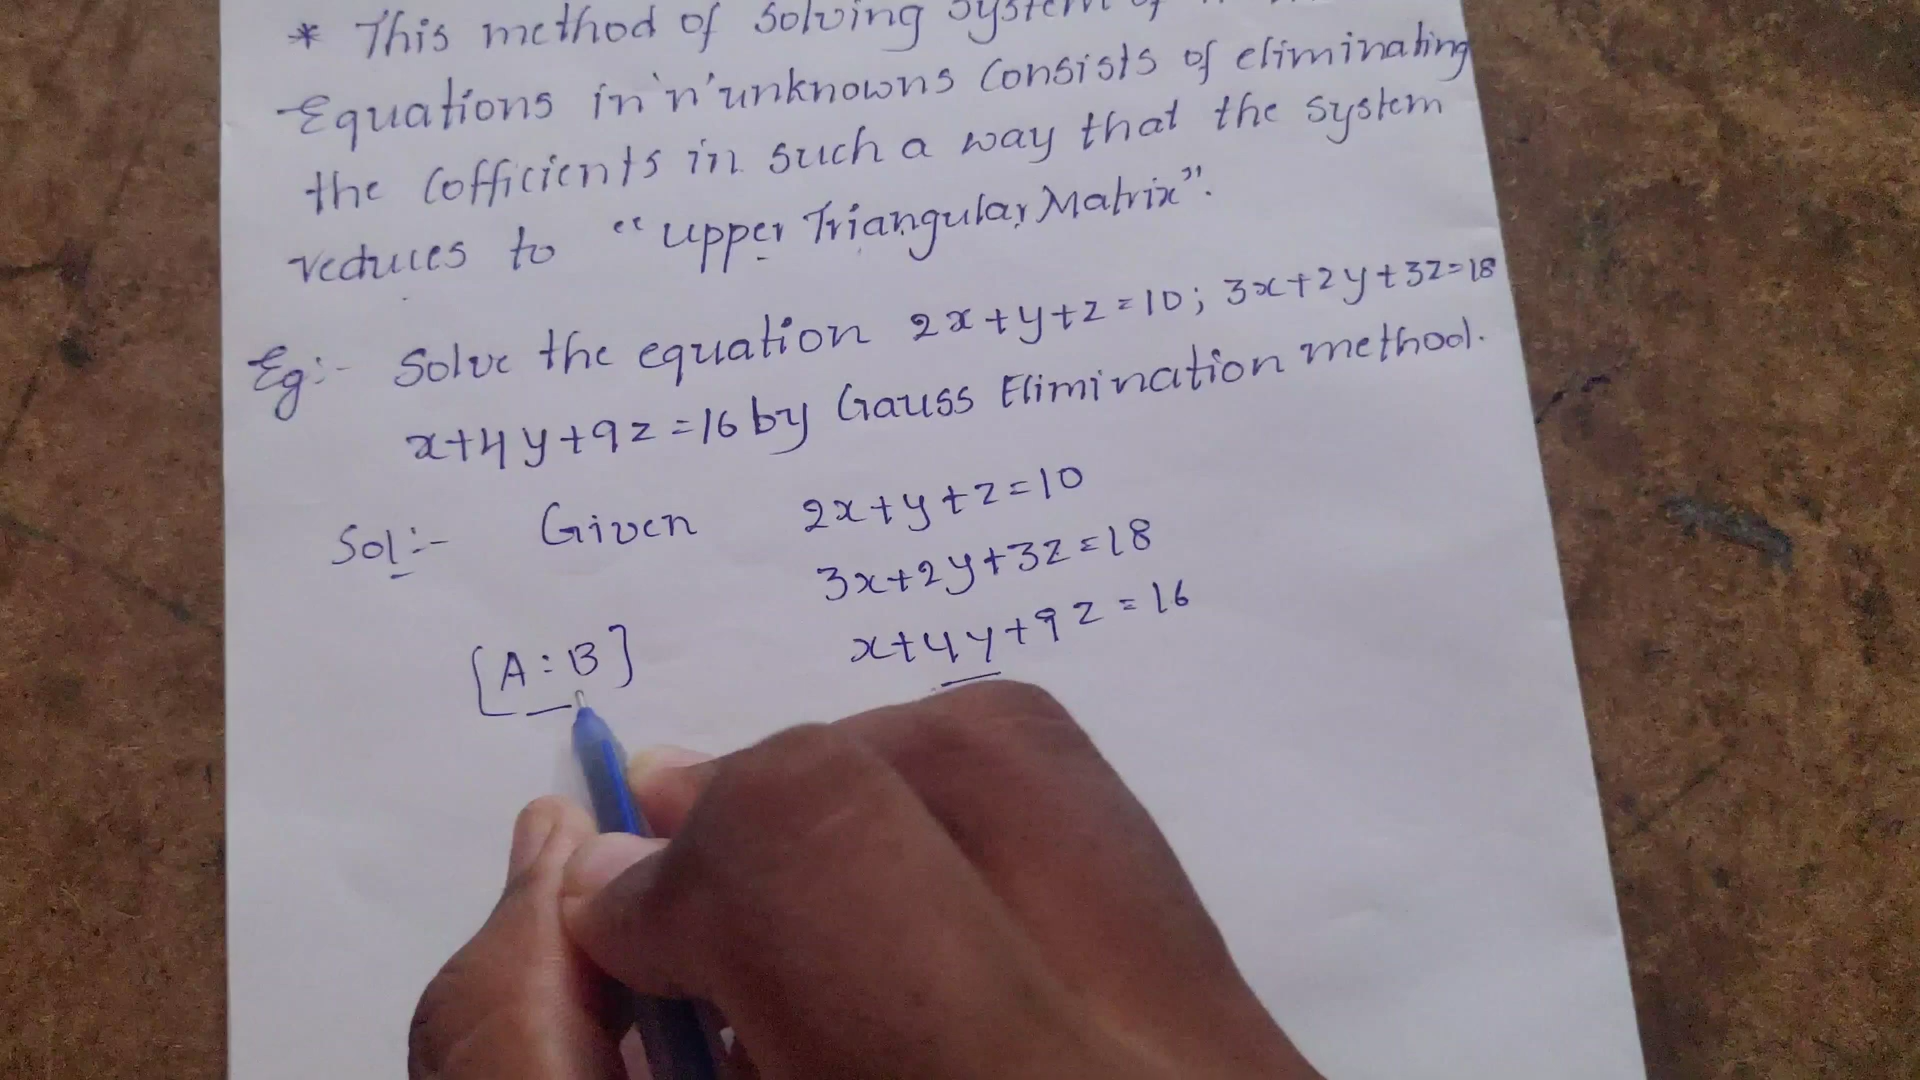 * This method of solving system of
Equations in 'n' unknowns consists of eliminating
the cofficients in such a way that the system
reduces to "Upper Triangular Matrix".
Eg:- Solve the equation 2x+y+z=10; 3x+2y+3z=18
x+4y+9z=16 by Gauss Elimination method.
Sol:- Given 2x+y+z=10
3x+2y+3z=18
x+4y+9z=16
[A:B]